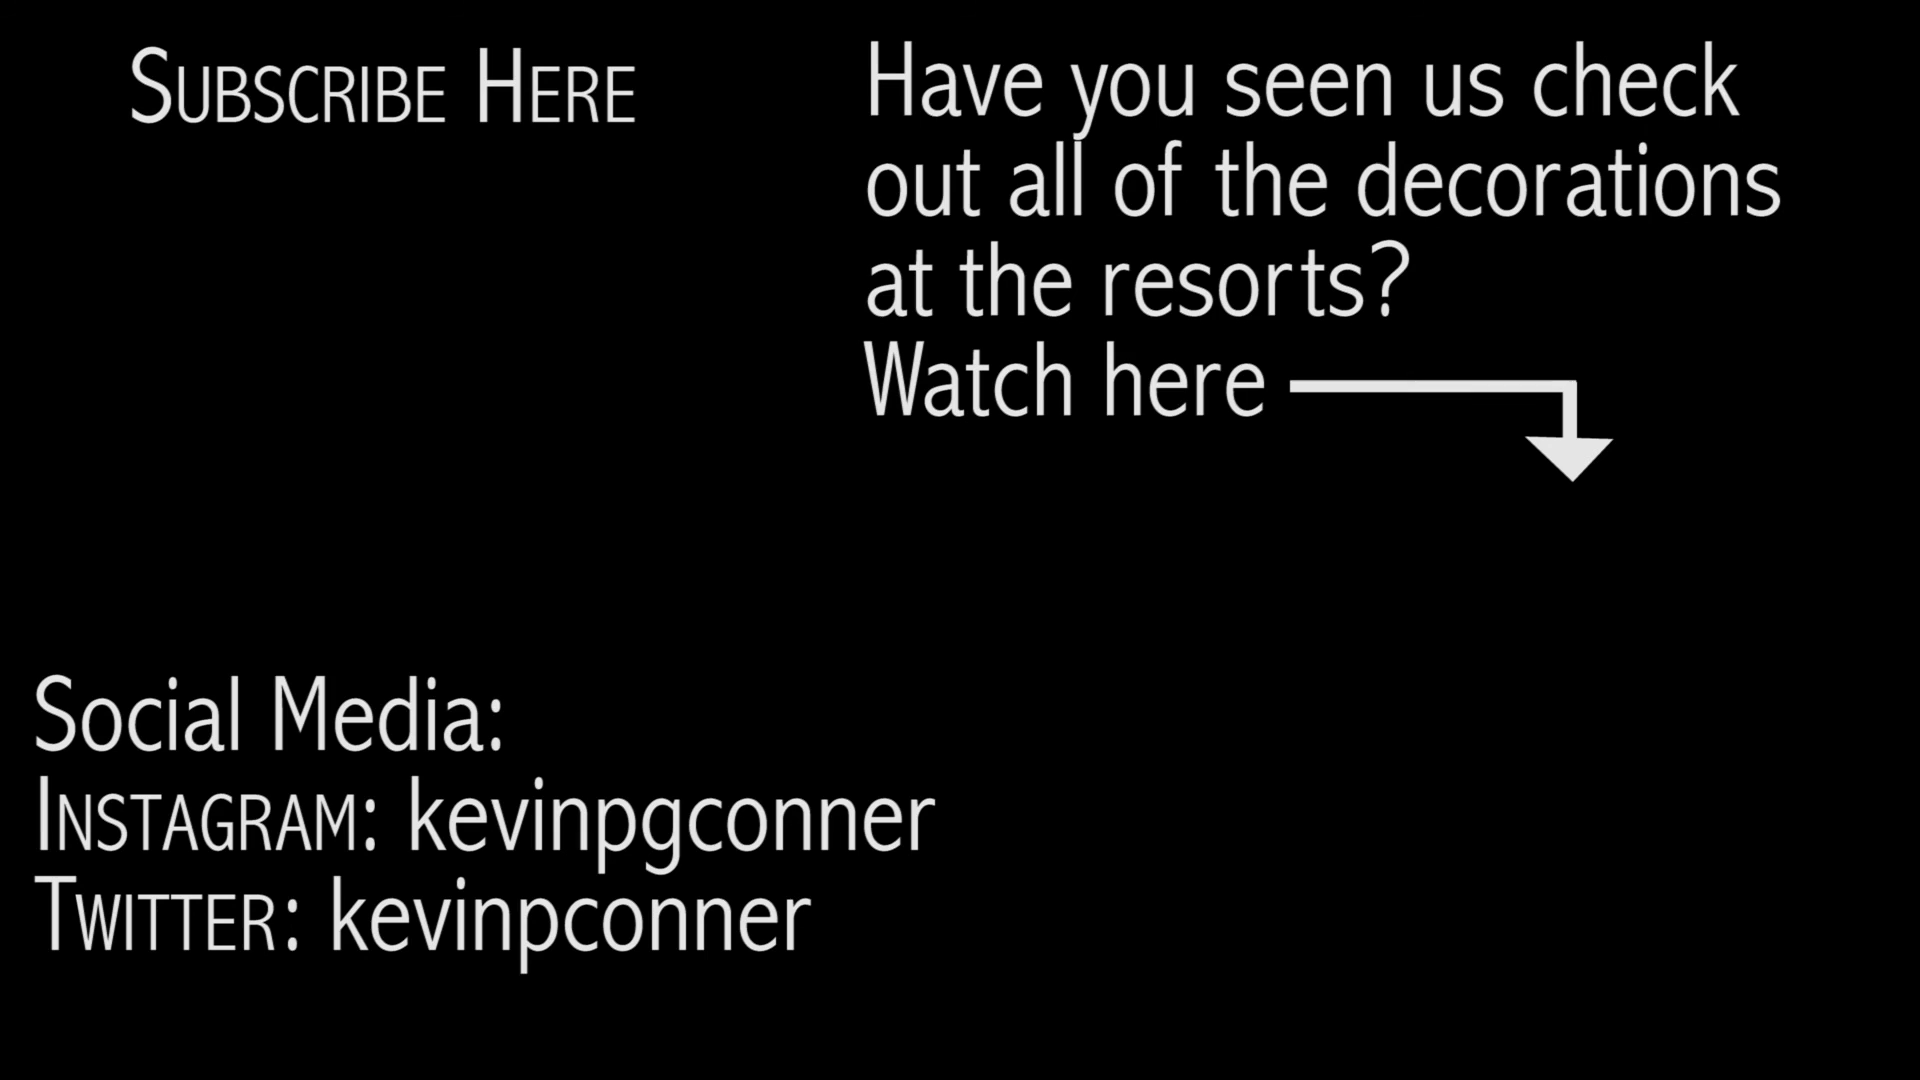 Subscribe Here
Have you seen us check
out all of the decorations
at the resorts?
Watch here
Social Media:
Instagram: kevinpgconner
Twitter: kevinpconner